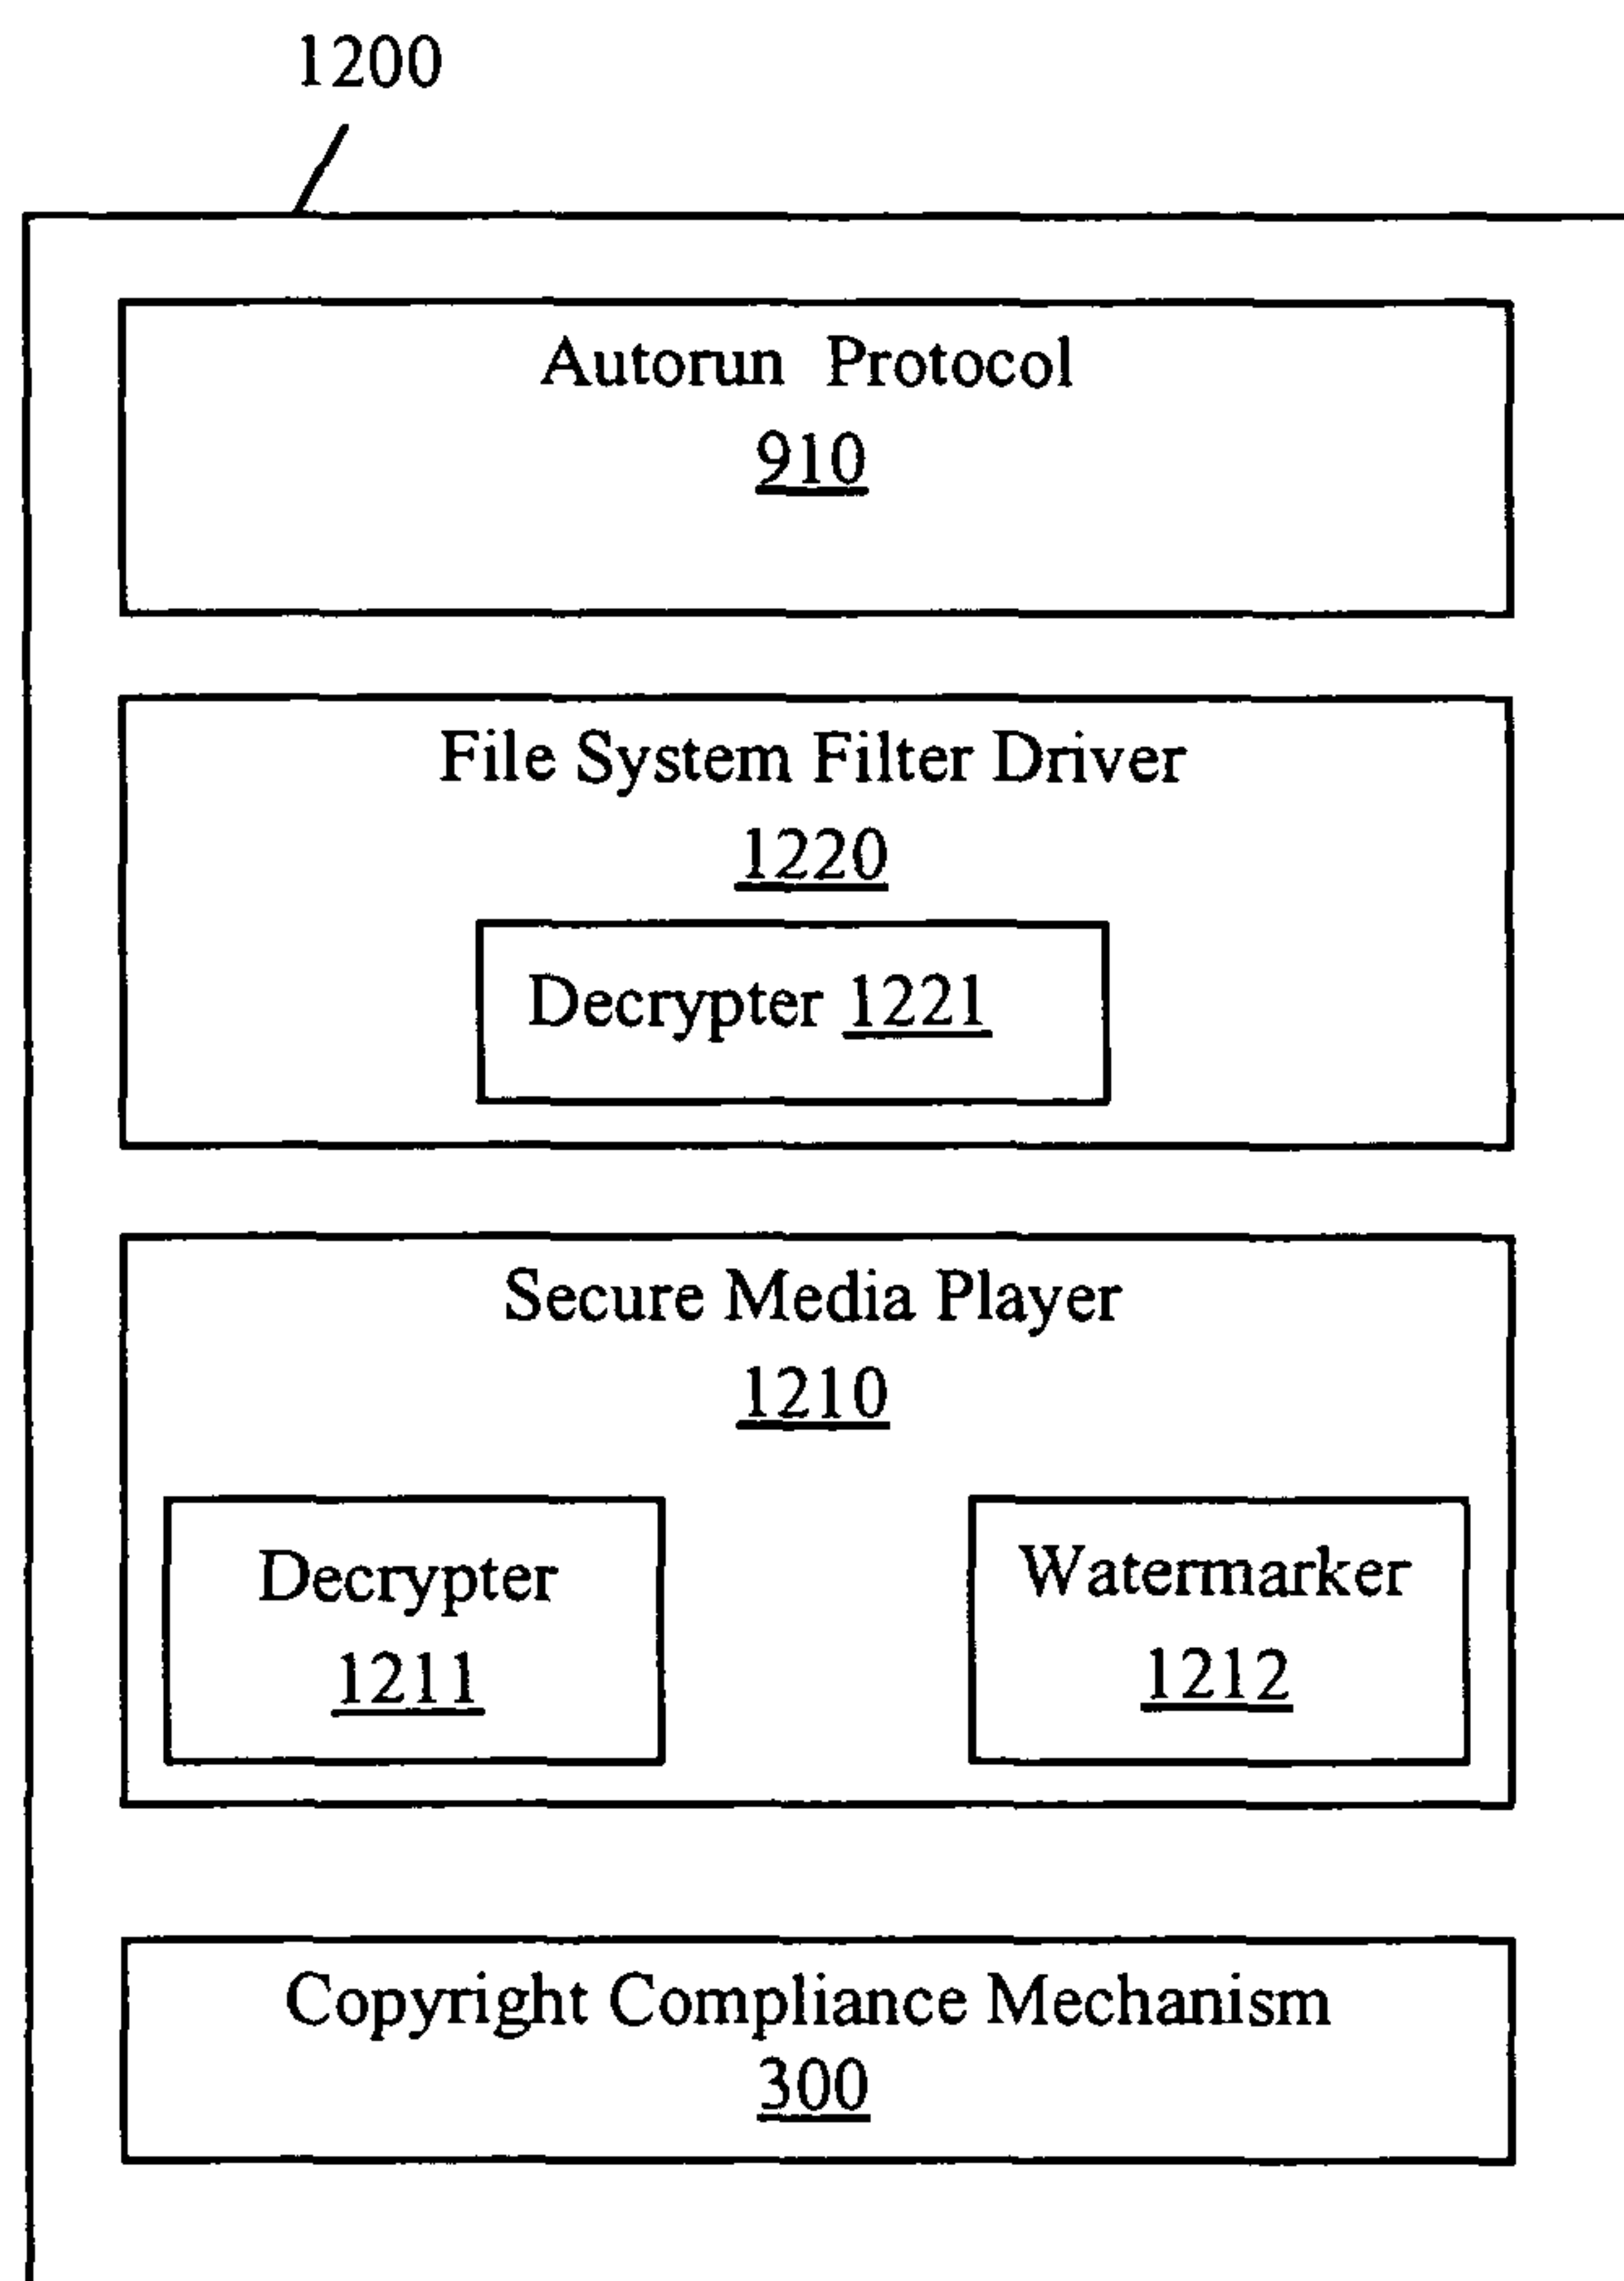 1200
Autorun Protocol
910
File System Filter Driver
1220
Decrypter 1221
Secure Media Player
1210
Decrypter
1211
Watermarker
1212
Copyright Compliance Mechanism
300